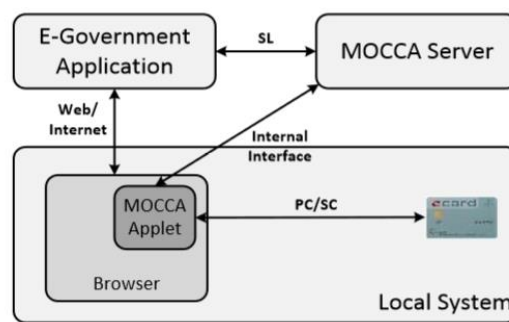 E-Government
Application
SL
MOCCA Server
Web/
Internet
Internal
Interface
MOCCA
Applet
PC/SC
ecard
Browser
Local System